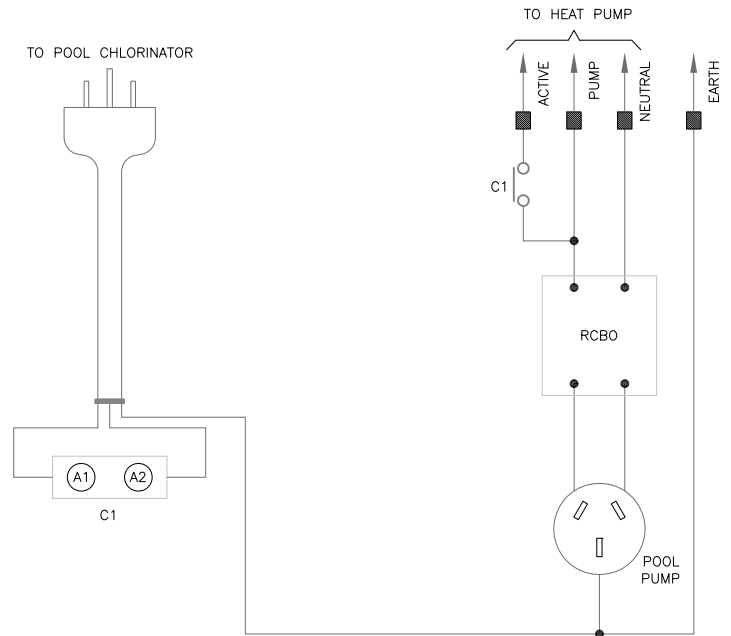 TO HEAT PUMP
TO POOL CHLORINATOR
ACTIVE
PUMP
NEUTRAL
EARTH
C1
RCBO
A1
A2
C1
POOL
PUMP